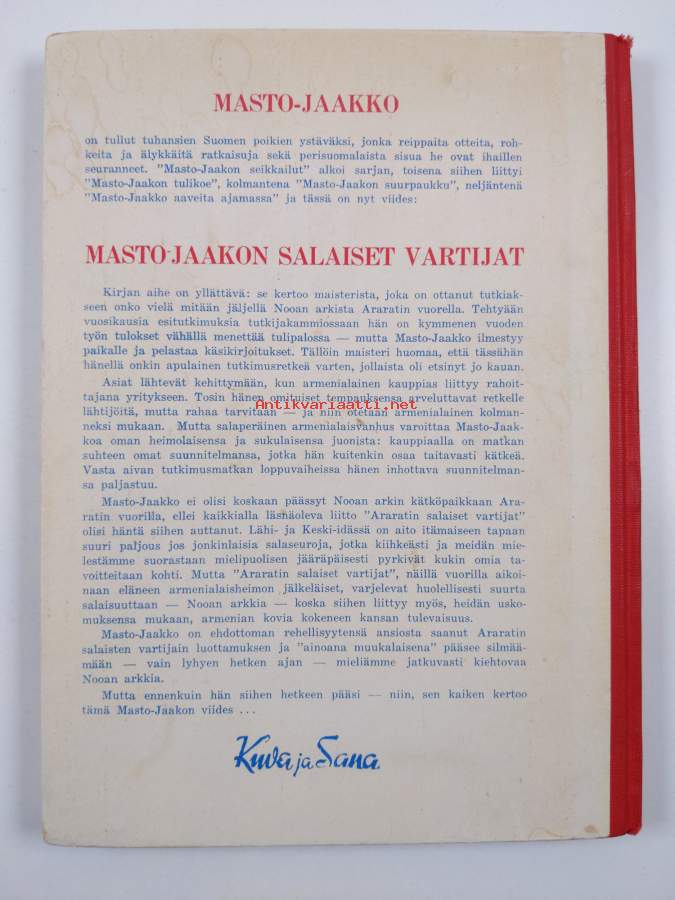 MASTO-JAAKKO
on tullut tuhansien Suomen poikien ystäväksi, jonka reippaita otteita, roh-
keita ja älykkäitä ratkaisuja sekä perisuomalaista sisua he ovat ihaillen
seuranneet. "Masto-Jaakon seikkailut" alkoi sarjan, toisena siihen liittyi
"Masto-Jaakon tulikoe", kolmantena "Masto-Jaakon suurpaukku", neljäntenä
"Masto-Jaakko aaveita ajamassa" ja tässä on nyt viides:
MASTO-JAAKON SALAISET VARTIJAT
Kirjan aihe on yllättävä: se kertoo maisterista, joka on ottanut tutkiak-
seen onko vielä mitään jäljellä Nooan arkista Araratin vuorella. Tehtyään
vuosikausia esitutkimuksia tutkijakammiossaan hän on kymmenen vuoden
työn tulokset vähällä menettää tulipalossa — mutta Masto-Jaakko ilmestyy
paikalle ja pelastaa käsikirjoitukset. Tällöin maisteri huomaa, että tässähän
hänellä onkin apulainen tutkimusretkeä varten, jollaista oli etsinyt jo kauan.
Asiat lähtevät kehittymään, kun armenialainen kauppias liittyy rahoit-
tajana yritykseen. Tosin hänen omituiset tempauksensa arveluttavat retkelle
lähtijöitä, mutta rahaa tarvitaan — ja niin otetaan armenialainen kolman-
neksi mukaan. Mutta salaperäinen armenialaisvanhus varoittaa Masto-Jaak-
koa oman heimolaisensa ja sukulaisensa juonista: kauppiaalla on matkan
suhteen omat suunnitelmansa, jotka hän kuitenkin osaa taitavasti kätkeä.
Vasta aivan tutkimusmatkan loppuvaiheissa hänen inhottava suunnitelman-
sa paljastuu.
Masto-Jaakko ei olisi koskaan päässyt Nooan arkin kätköpaikkaan Ara-
ratin vuorilla, ellei kaikkialla läsnäoleva liitto "Araratin salaiset vartijat"
olisi häntä siihen auttanut. Lähi- ja Keski-idässä on aito itämaiseen tapaan
suuri paljous jos jonkinlaisia salaseuroja, jotka kiihkeästi ja meidän mie-
lestämme suorastaan mielipuolisen jääräpäisesti pyrkivät kukin omia ta-
voitteitaan kohti. Mutta "Araratin salaiset vartijat", näillä vuorilla aikoi-
naan eläneen armenialaisheimon jälkeläiset, varjelevat huolellisesti suurta
salaisuuttaan — Nooan arkkia — koska siihen liittyy myös, heidän usko-
muksensa mukaan, armenian kovia kokeneen kansan tulevaisuus.
Masto-Jaakko on ehdottoman rehellisyytensä ansiosta saanut Araratin
salaisten vartijain luottamuksen ja "ainoana muukalaisena" pääsee silmää-
mään — vain lyhyen hetken ajan — mieliämme jatkuvasti kiehtovaa
Nooan arkkia.
Mutta ennenkuin hän siihen hetkeen pääsi — niin, sen kaiken kertoo
tämä Masto-Jaakon viides ...
Kuva ja Sana
Antikvariaatti.net